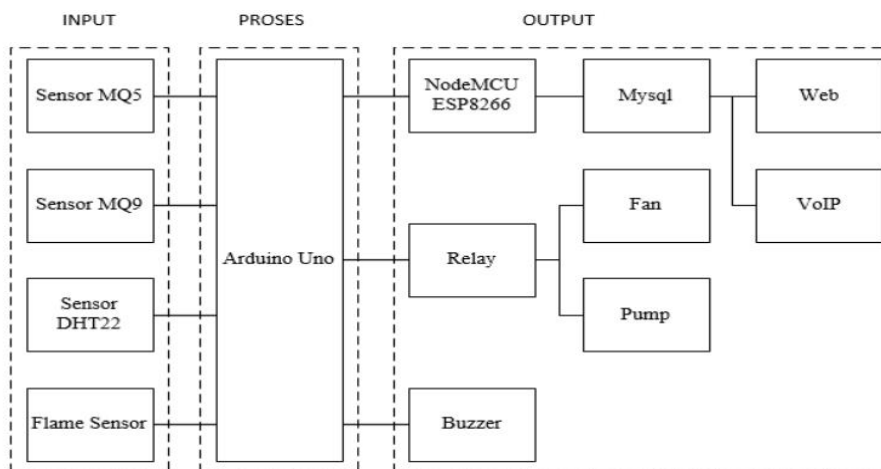 INPUT
PROSES
OUTPUT
Sensor MQ5
Sensor MQ9
Sensor
DHT22
Flame Sensor
Arduino Uno
NodeMCU
ESP8266
Mysql
Web
VoIP
Relay
Fan
Pump
Buzzer